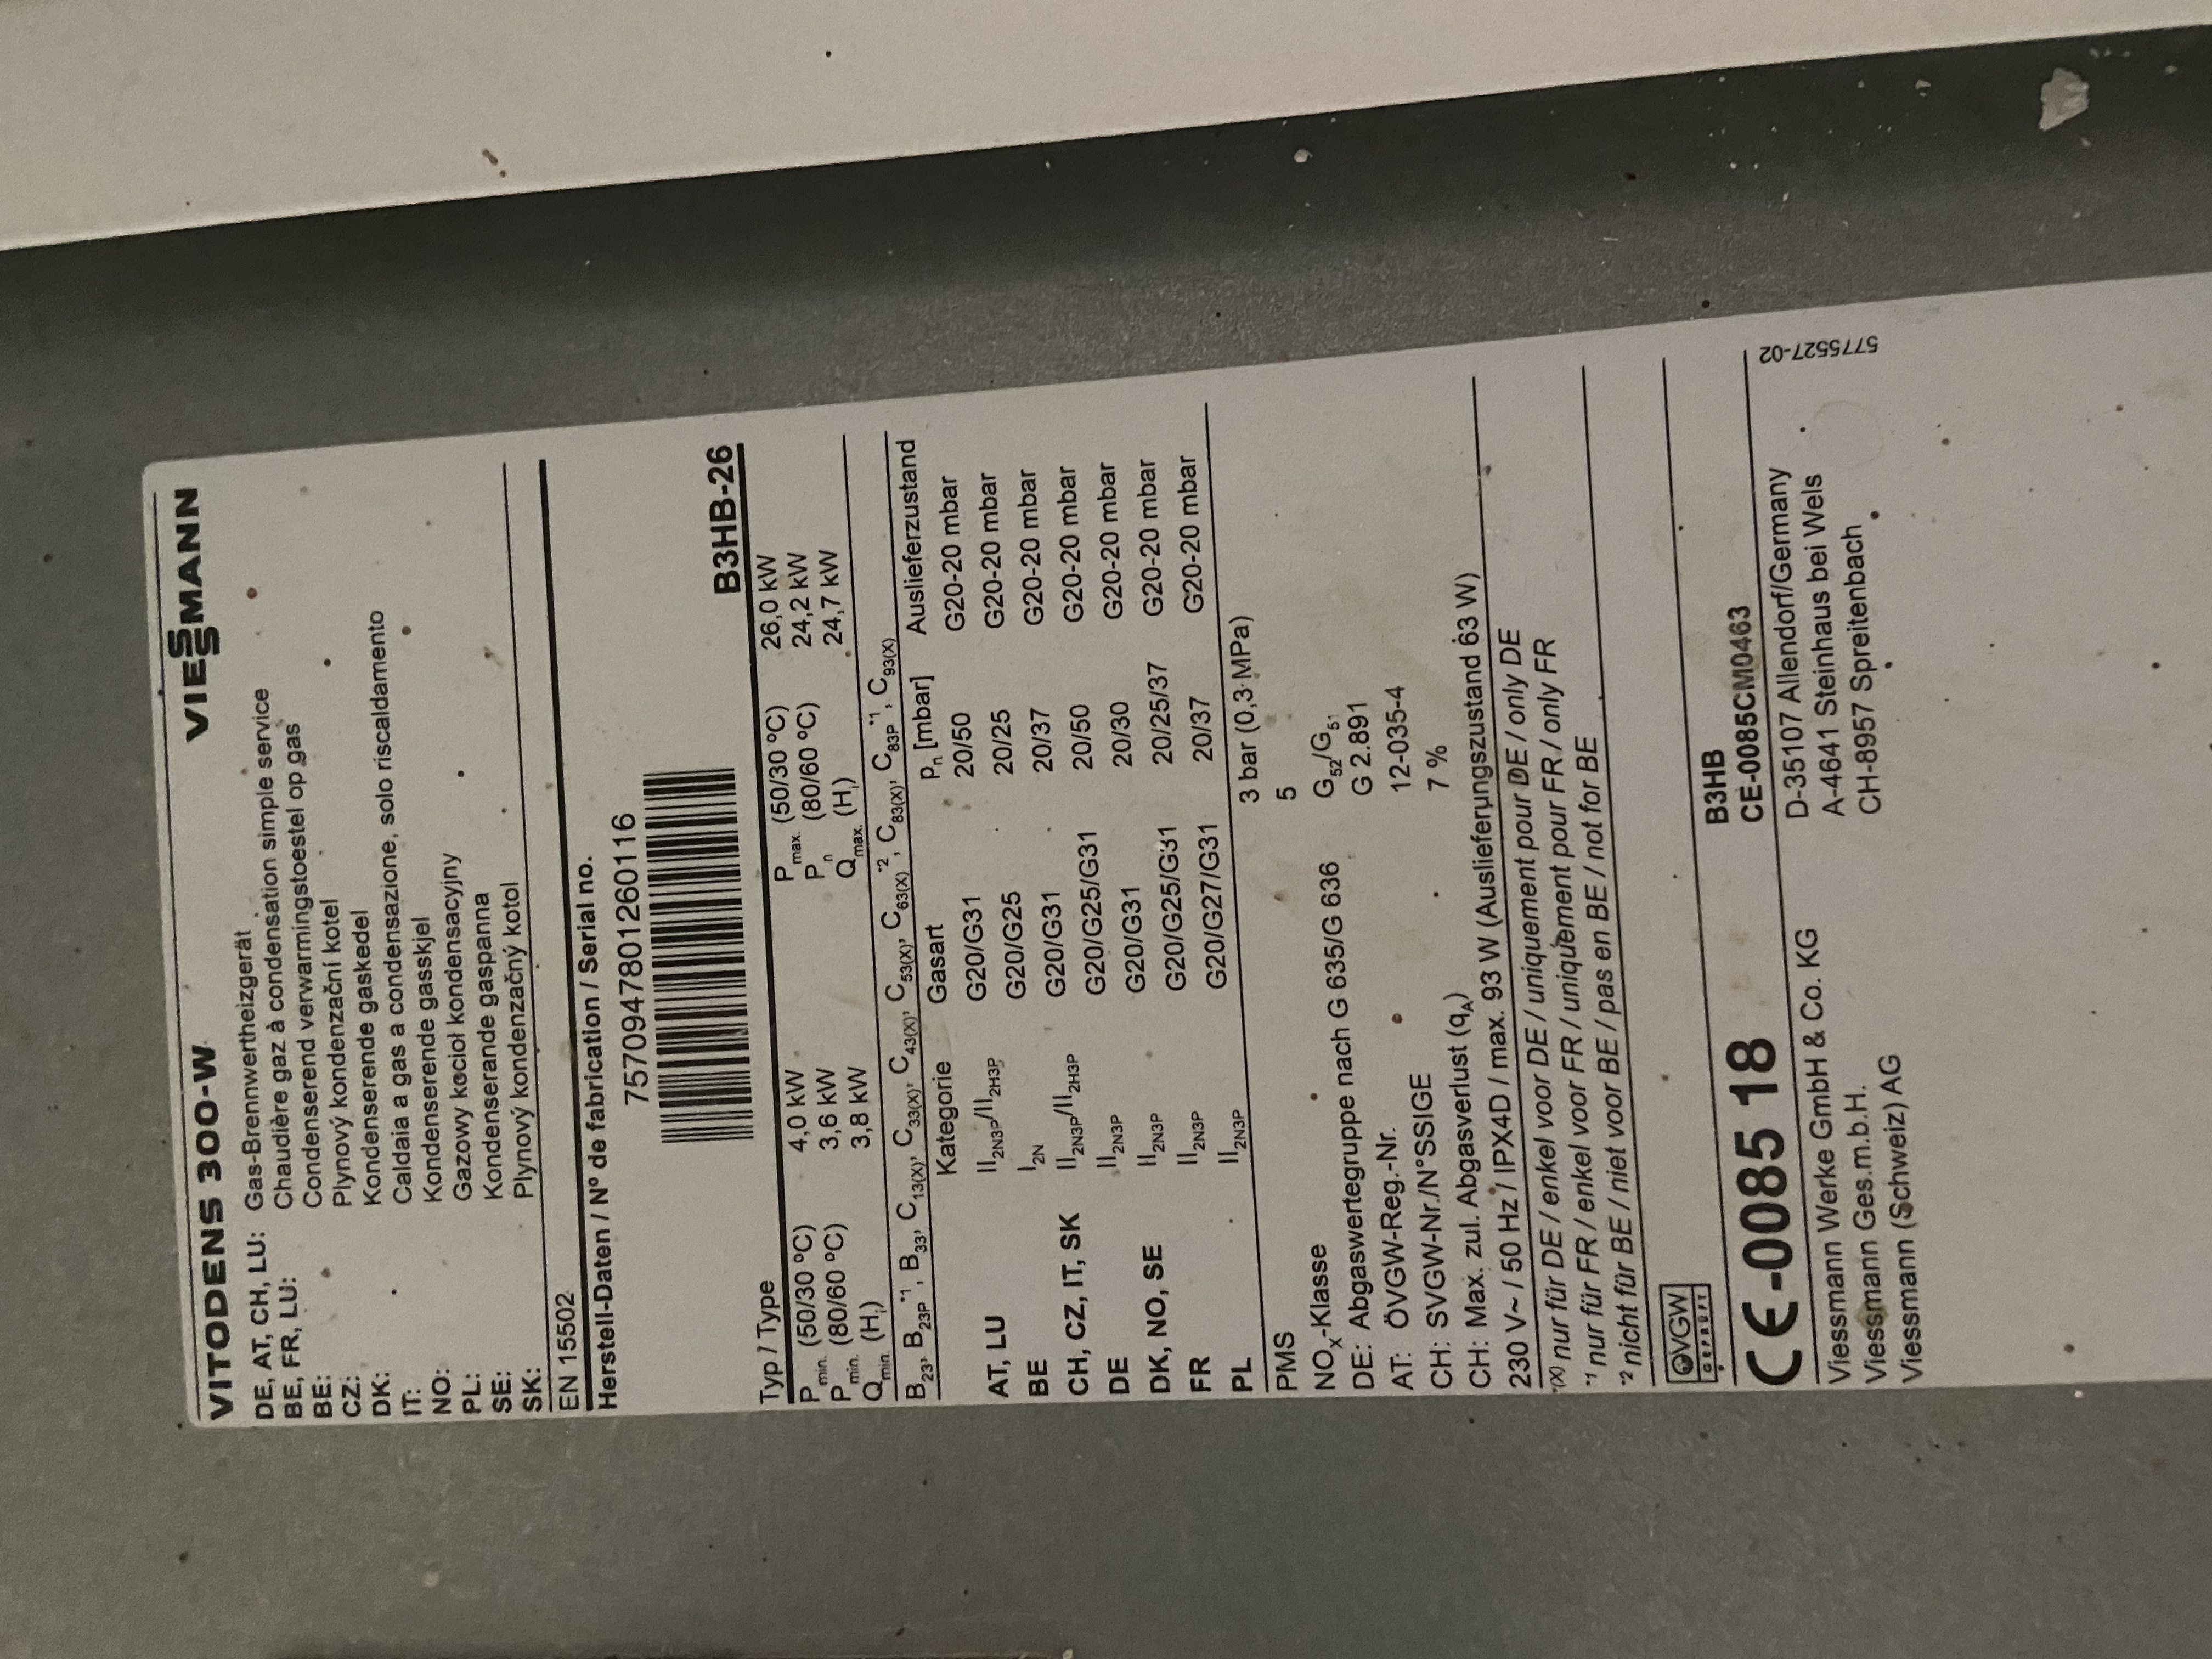 VITODENS 300-W VIESSMANN
DE, AT, CH, LU: Gas-Brennwertheizgerät
BE, FR, LU: Chaudière gaz à condensation simple service
BE: Condenserend verwarmingstoestel op gas
CZ: Plynový kondenzační kotel
DK: Kondenserende gaskedel
IT: Caldaia a gas a condensazione, solo riscaldamento
NO: Kondenserende gasskjel
PL: Gazowy kocioł kondensacyjny
SE: Kondenserande gaspanna
SK: Plynový kondenzačný kotol
EN 15502
Herstell-Daten / N° de fabrication / Serial no.
7570947801260116
Typ / Type B3HB-26
Pmin. (50/30 °C) 4,0 kW Pmax. (50/30 °C) 26,0 kW
Pmin. (80/60 °C) 3,6 kW Pn (80/60 °C) 24,2 kW
Qmin. (Hi) 3,8 kW Qmax. (Hi) 24,7 kW
B23, B23P*1, B33, C13(X), C33(X), C43(X), C53(X), C63(X)*2, C83(X), C83P*1, C93(X)
Kategorie Gasart Pn [mbar] Auslieferzustand
AT, LU II2N3P/II2H3P G20/G31 20/50 G20-20 mbar
BE I2N G20/G25 20/25 G20-20 mbar
CH, CZ, IT, SK II2N3P/II2H3P G20/G31 20/37 G20-20 mbar
DE II2N3P G20/G25/G31 20/50 G20-20 mbar
DK, NO, SE II2N3P G20/G31 20/30 G20-20 mbar
FR II2N3P G20/G25/G31 20/25/37 G20-20 mbar
PL II2N3P G20/G27/G31 20/37 G20-20 mbar
PMS 3 bar (0,3 MPa)
NOx-Klasse 5
DE: Abgaswertegruppe nach G 635/G 636 G52/G51
AT: ÖVGW-Reg.-Nr. G 2.891
CH: SVGW-Nr./N°SSIGE 12-035-4
CH: Max. zul. Abgasverlust (qA) 7 %
230 V~ / 50 Hz / IPX4D / max. 93 W (Auslieferungszustand 63 W)
*(X) nur für DE / enkel voor DE / uniquement pour DE / only DE
*1 nur für FR / enkel voor FR / uniquement pour FR / only FR
*2 nicht für BE / niet voor BE / pas en BE / not for BE
ÖVGW
GEPRÜFT
CE-0085 18 B3HB
CE-0085CM0463
Viessmann Werke GmbH & Co. KG D-35107 Allendorf/Germany
Viessmann Ges.m.b.H. A-4641 Steinhaus bei Wels
Viessmann (Schweiz) AG CH-8957 Spreitenbach
5775527-02